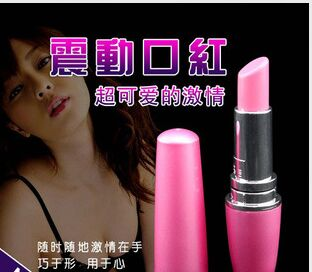 震動口紅
超可爱的激情
随时随地激情在手
巧于形 用于心